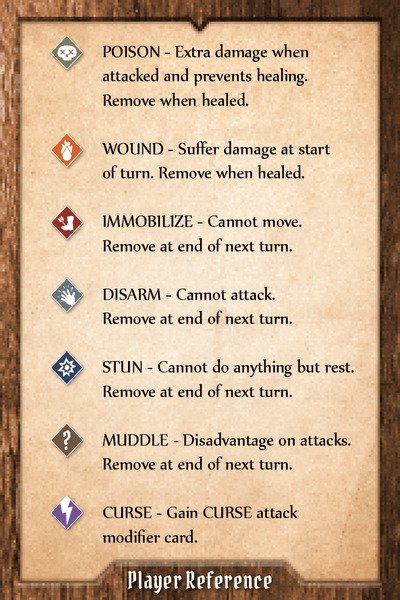 POISON - Extra damage when
attacked and prevents healing.
Remove when healed.
WOUND - Suffer damage at start
of turn. Remove when healed.
IMMOBILIZE - Cannot move.
Remove at end of next turn.
DISARM - Cannot attack.
Remove at end of next turn.
STUN - Cannot do anything but rest.
Remove at end of next turn.
?
MUDDLE - Disadvantage on attacks.
Remove at end of next turn.
CURSE - Gain CURSE attack
modifier card.
Player Reference